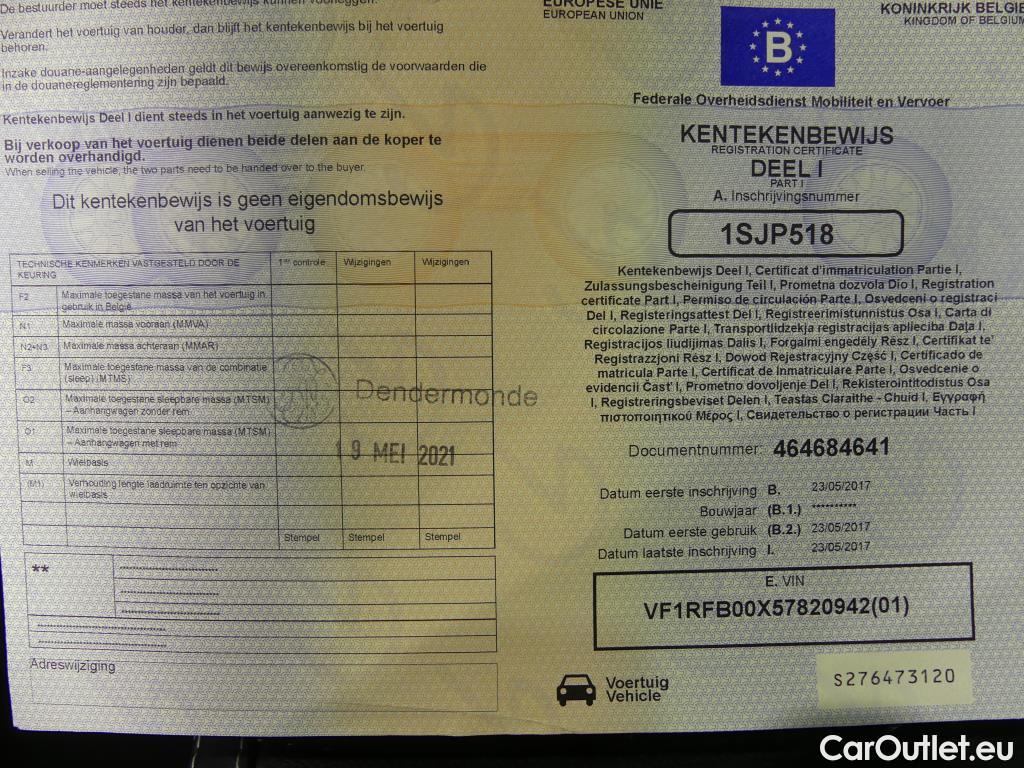 De bestuurder moet steeds het kentekenbewijs kunnen voorleggen.
Verandert het voertuig van houder, dan blijft het kentekenbewijs bij het voertuig
behoren.
Inzake douane-aangelegenheden geldt dit bewijs overeenkomstig de voorwaarden die
in de douanereglementering zijn bepaald.
Kentekenbewijs Deel I dient steeds in het voertuig aanwezig te zijn.
Bij verkoop van het voertuig dienen beide delen aan de koper te
worden overhandigd.
When selling the vehicle, the two parts need to be handed over to the buyer.
Dit kentekenbewijs is geen eigendomsbewijs
van het voertuig
TECHNISCHE KENMERKEN VASTGESTELD DOOR DE
KEURING
1ste controle
Wijzigingen
Wijzigingen
F2 Maximale toegestane massa van het voertuig in
gebruik in België
N1 Maximale massa vooraan (MMVA)
N2+N3 Maximale massa achteraan (MMAR)
F3 Maximale toegestane massa van de combinatie
(sleep) (MTMS)
O2 Maximale toegestane sleepbare massa (MTSM)
– Aanhangwagen zonder rem
O1 Maximale toegestane sleepbare massa (MTSM)
– Aanhangwagen met rem
M Wielbasis
(M1) Verhouding lengte laadruimte ten opzichte van
wielbasis
Stempel Stempel Stempel
Dendermonde
19 MEI 2021
**
Adreswijziging
EUROPESE UNIE
EUROPEAN UNION
B
KONINKRIJK BELGIE
KINGDOM OF BELGIUM
Federale Overheidsdienst Mobiliteit en Vervoer
KENTEKENBEWIJS
REGISTRATION CERTIFICATE
DEEL I
PART I
A. Inschrijvingsnummer
1SJP518
Kentekenbewijs Deel I, Certificat d'immatriculation Partie I,
Zulassungsbescheinigung Teil I, Prometna dozvola Dio I, Registration
certificate Part I, Permiso de circulación Parte I, Osvedceni o registraci
Del I, Registeringsattest Del I, Registreerimistunnistus Osa I, Carta di
circolazione Parte I, Transportlidzekja registracijas apliecība Daļa I,
Registracijos liudijimas Dalis I, Forgalmi engedély Rész I, Certifikat te'
Registrazzjoni Rész I, Dowod Rejestracyjny Część I, Certificado de
matricula Parte I, Certificat de Inmatriculare Parte I, Osvedcenie o
evidencii Čast' I, Prometno dovoljenje Del I, Rekisterointitodistus Osa
I, Registreringsbeviset Delen I, Teastas Claraithe - Chuid I, Εγγραφή
πιστοποιητικού Μέρος I, Свидетельство о регистрации Часть I
Documentnummer: 464684641
Datum eerste inschrijving B. 23/05/2017
Bouwjaar (B.1.) **********
Datum eerste gebruik (B.2.) 23/05/2017
Datum laatste inschrijving I. 23/05/2017
E. VIN
VF1RFB00X57820942(01)
Voertuig
Vehicle
S276473120
CarOutlet.eu